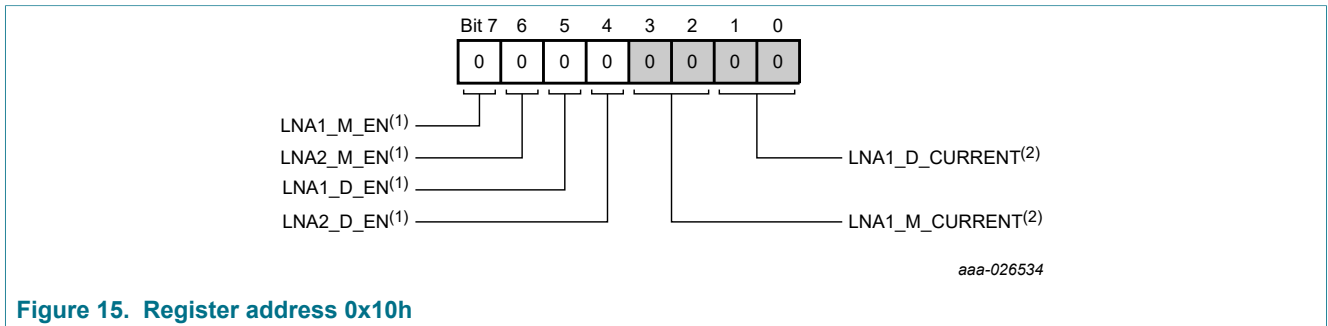 Bit 7 6 5 4 3 2 1 0
0 0 0 0 0 0 0 0
LNA1_M_EN(1)
LNA2_M_EN(1)
LNA1_D_EN(1)
LNA2_D_EN(1)
LNA1_D_CURRENT(2)
LNA1_M_CURRENT(2)
aaa-026534
Figure 15. Register address 0x10h